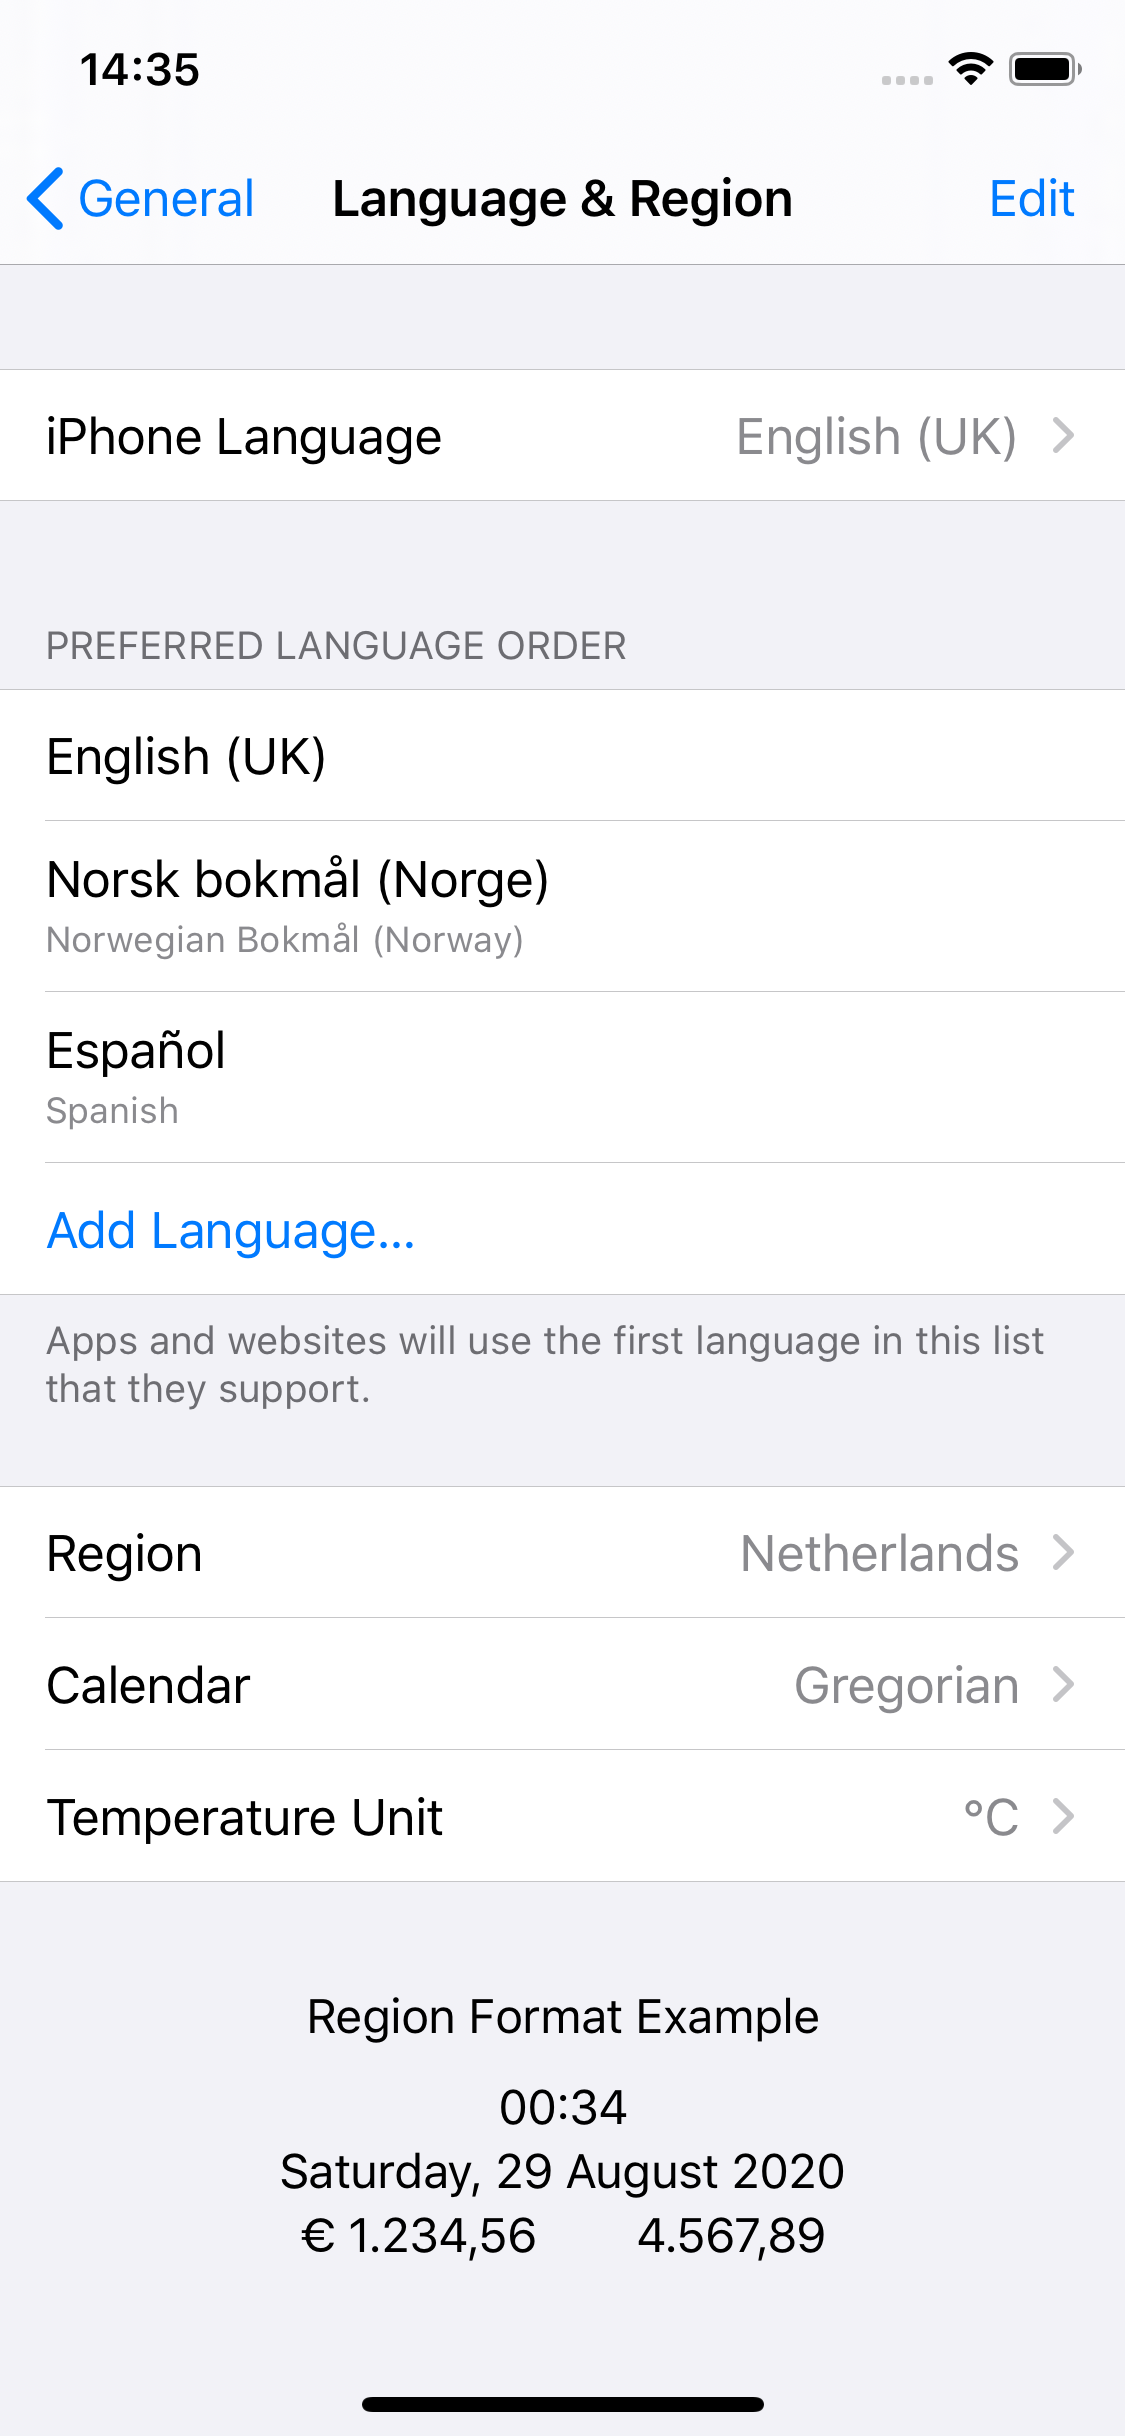 14:35
General
Language & Region
Edit
iPhone Language
English (UK)
PREFERRED LANGUAGE ORDER
English (UK)
Norsk bokmål (Norge)
Norwegian Bokmål (Norway)
Español
Spanish
Add Language...
Apps and websites will use the first language in this list
that they support.
Region
Netherlands
Calendar
Gregorian
Temperature Unit
°C
Region Format Example
00:34
Saturday, 29 August 2020
€ 1.234,56 4.567,89